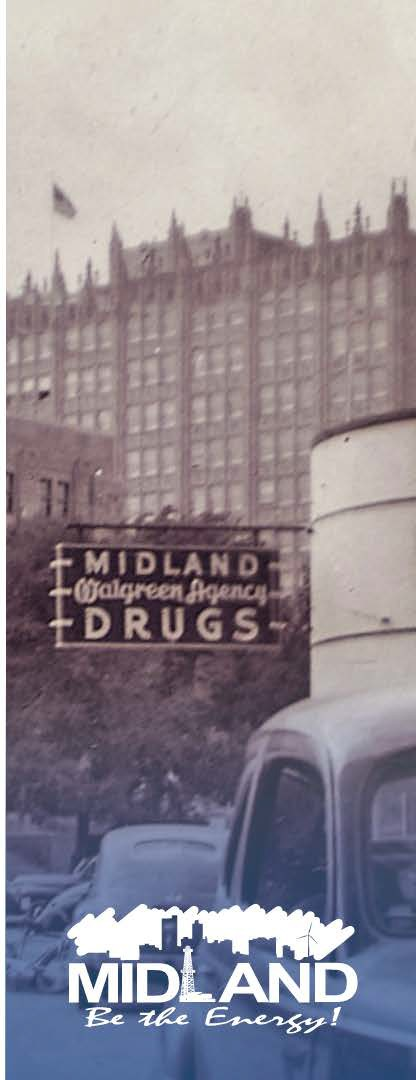 MIDLAND
Walgreen Agency
DRUGS
MIDLAND
Be the Energy!